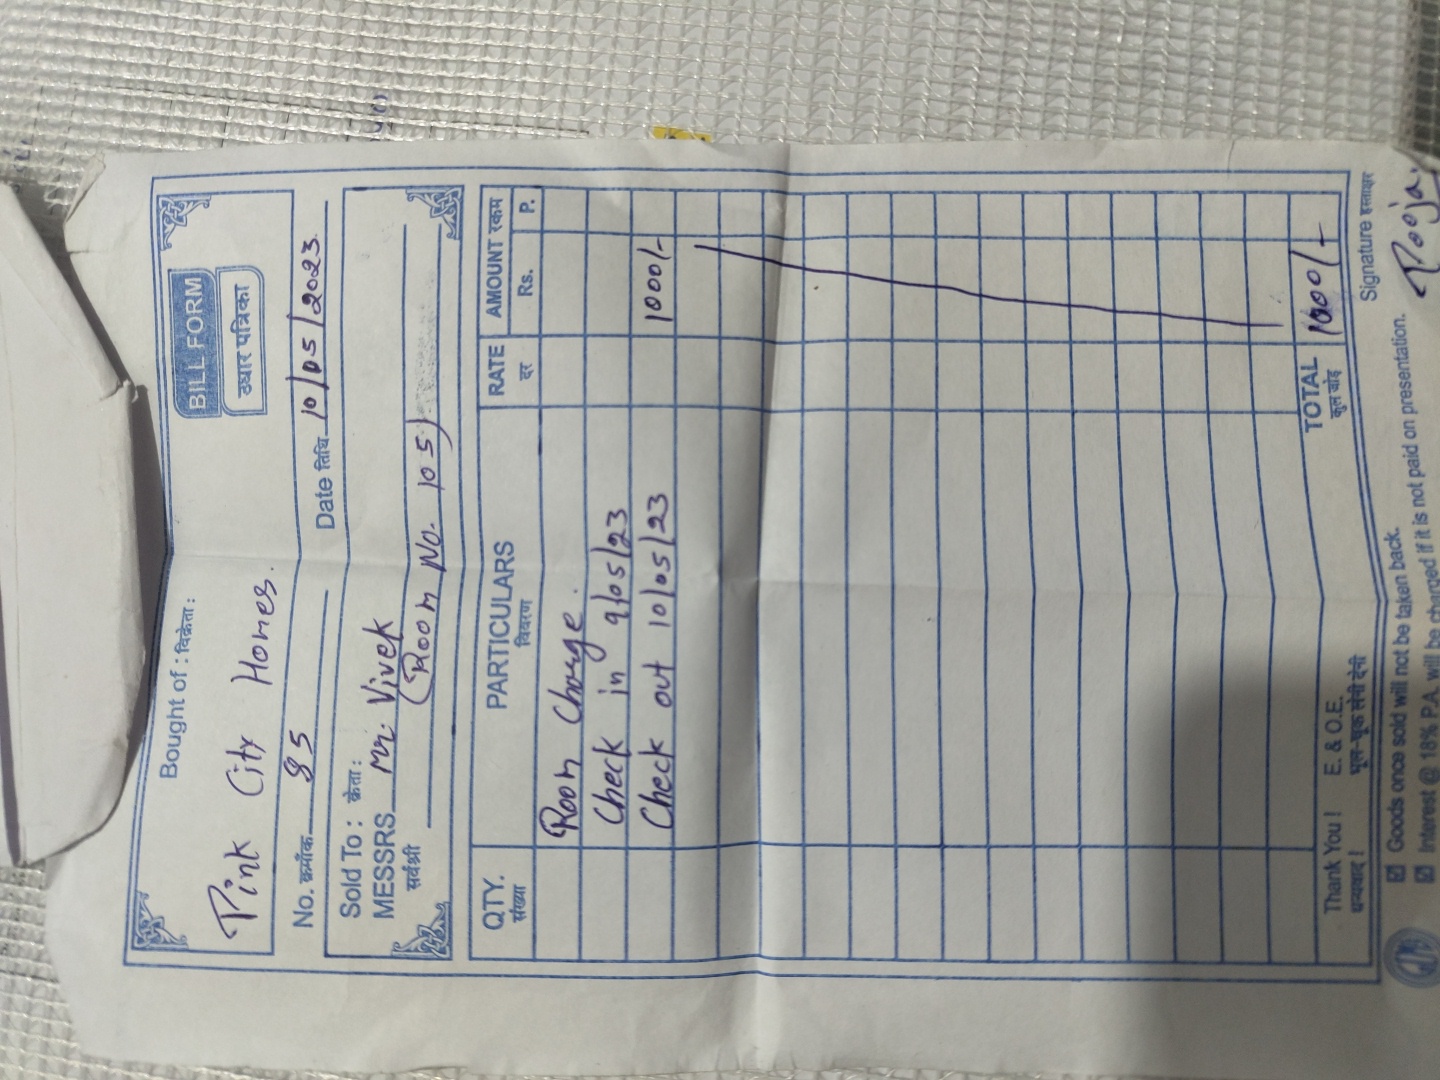 BILL FORM
उधार पत्रिका
Bought of : विक्रेता :
Pink City Homes.
No. क्रमाँक 85 Date तिथि 10/05/2023
Sold To : क्रेता :
MESSRS Mr. Vivek
सर्वश्री (Room No. 105)
QTY. PARTICULARS RATE AMOUNT रकम
संख्या विवरण दर Rs. P.
Room Charge.
Check in 9/05/23
Check out 10/05/23 1000/-
Thank You ! E. & O.E. TOTAL 1000/-
धन्यवाद ! भूल-चूक लेनी देनी कुल जोड़
Signature हस्ताक्षर
Goods once sold will not be taken back.
Interest @ 18% P.A. will be charged if it is not paid on presentation.
Pooja